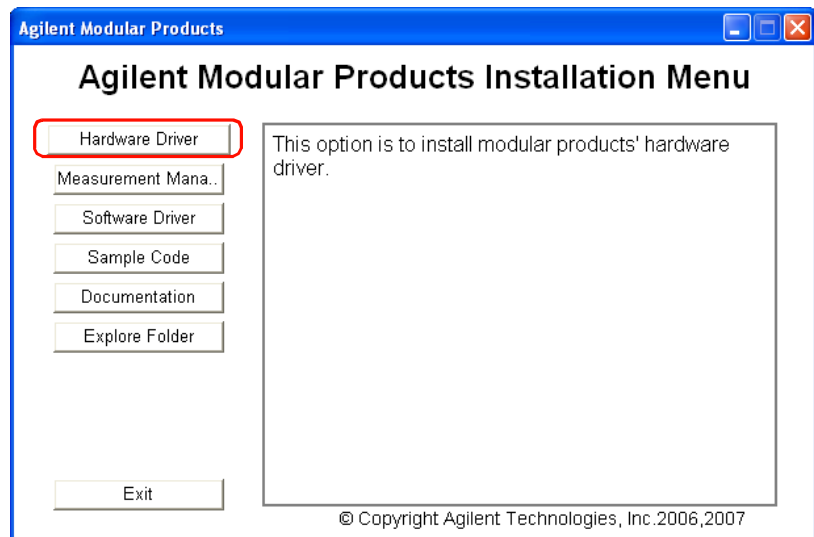 Agilent Modular Products
Agilent Modular Products Installation Menu
Hardware Driver
Measurement Mana..
Software Driver
Sample Code
Documentation
Explore Folder
Exit
This option is to install modular products' hardware
driver.
© Copyright Agilent Technologies, Inc.2006,2007